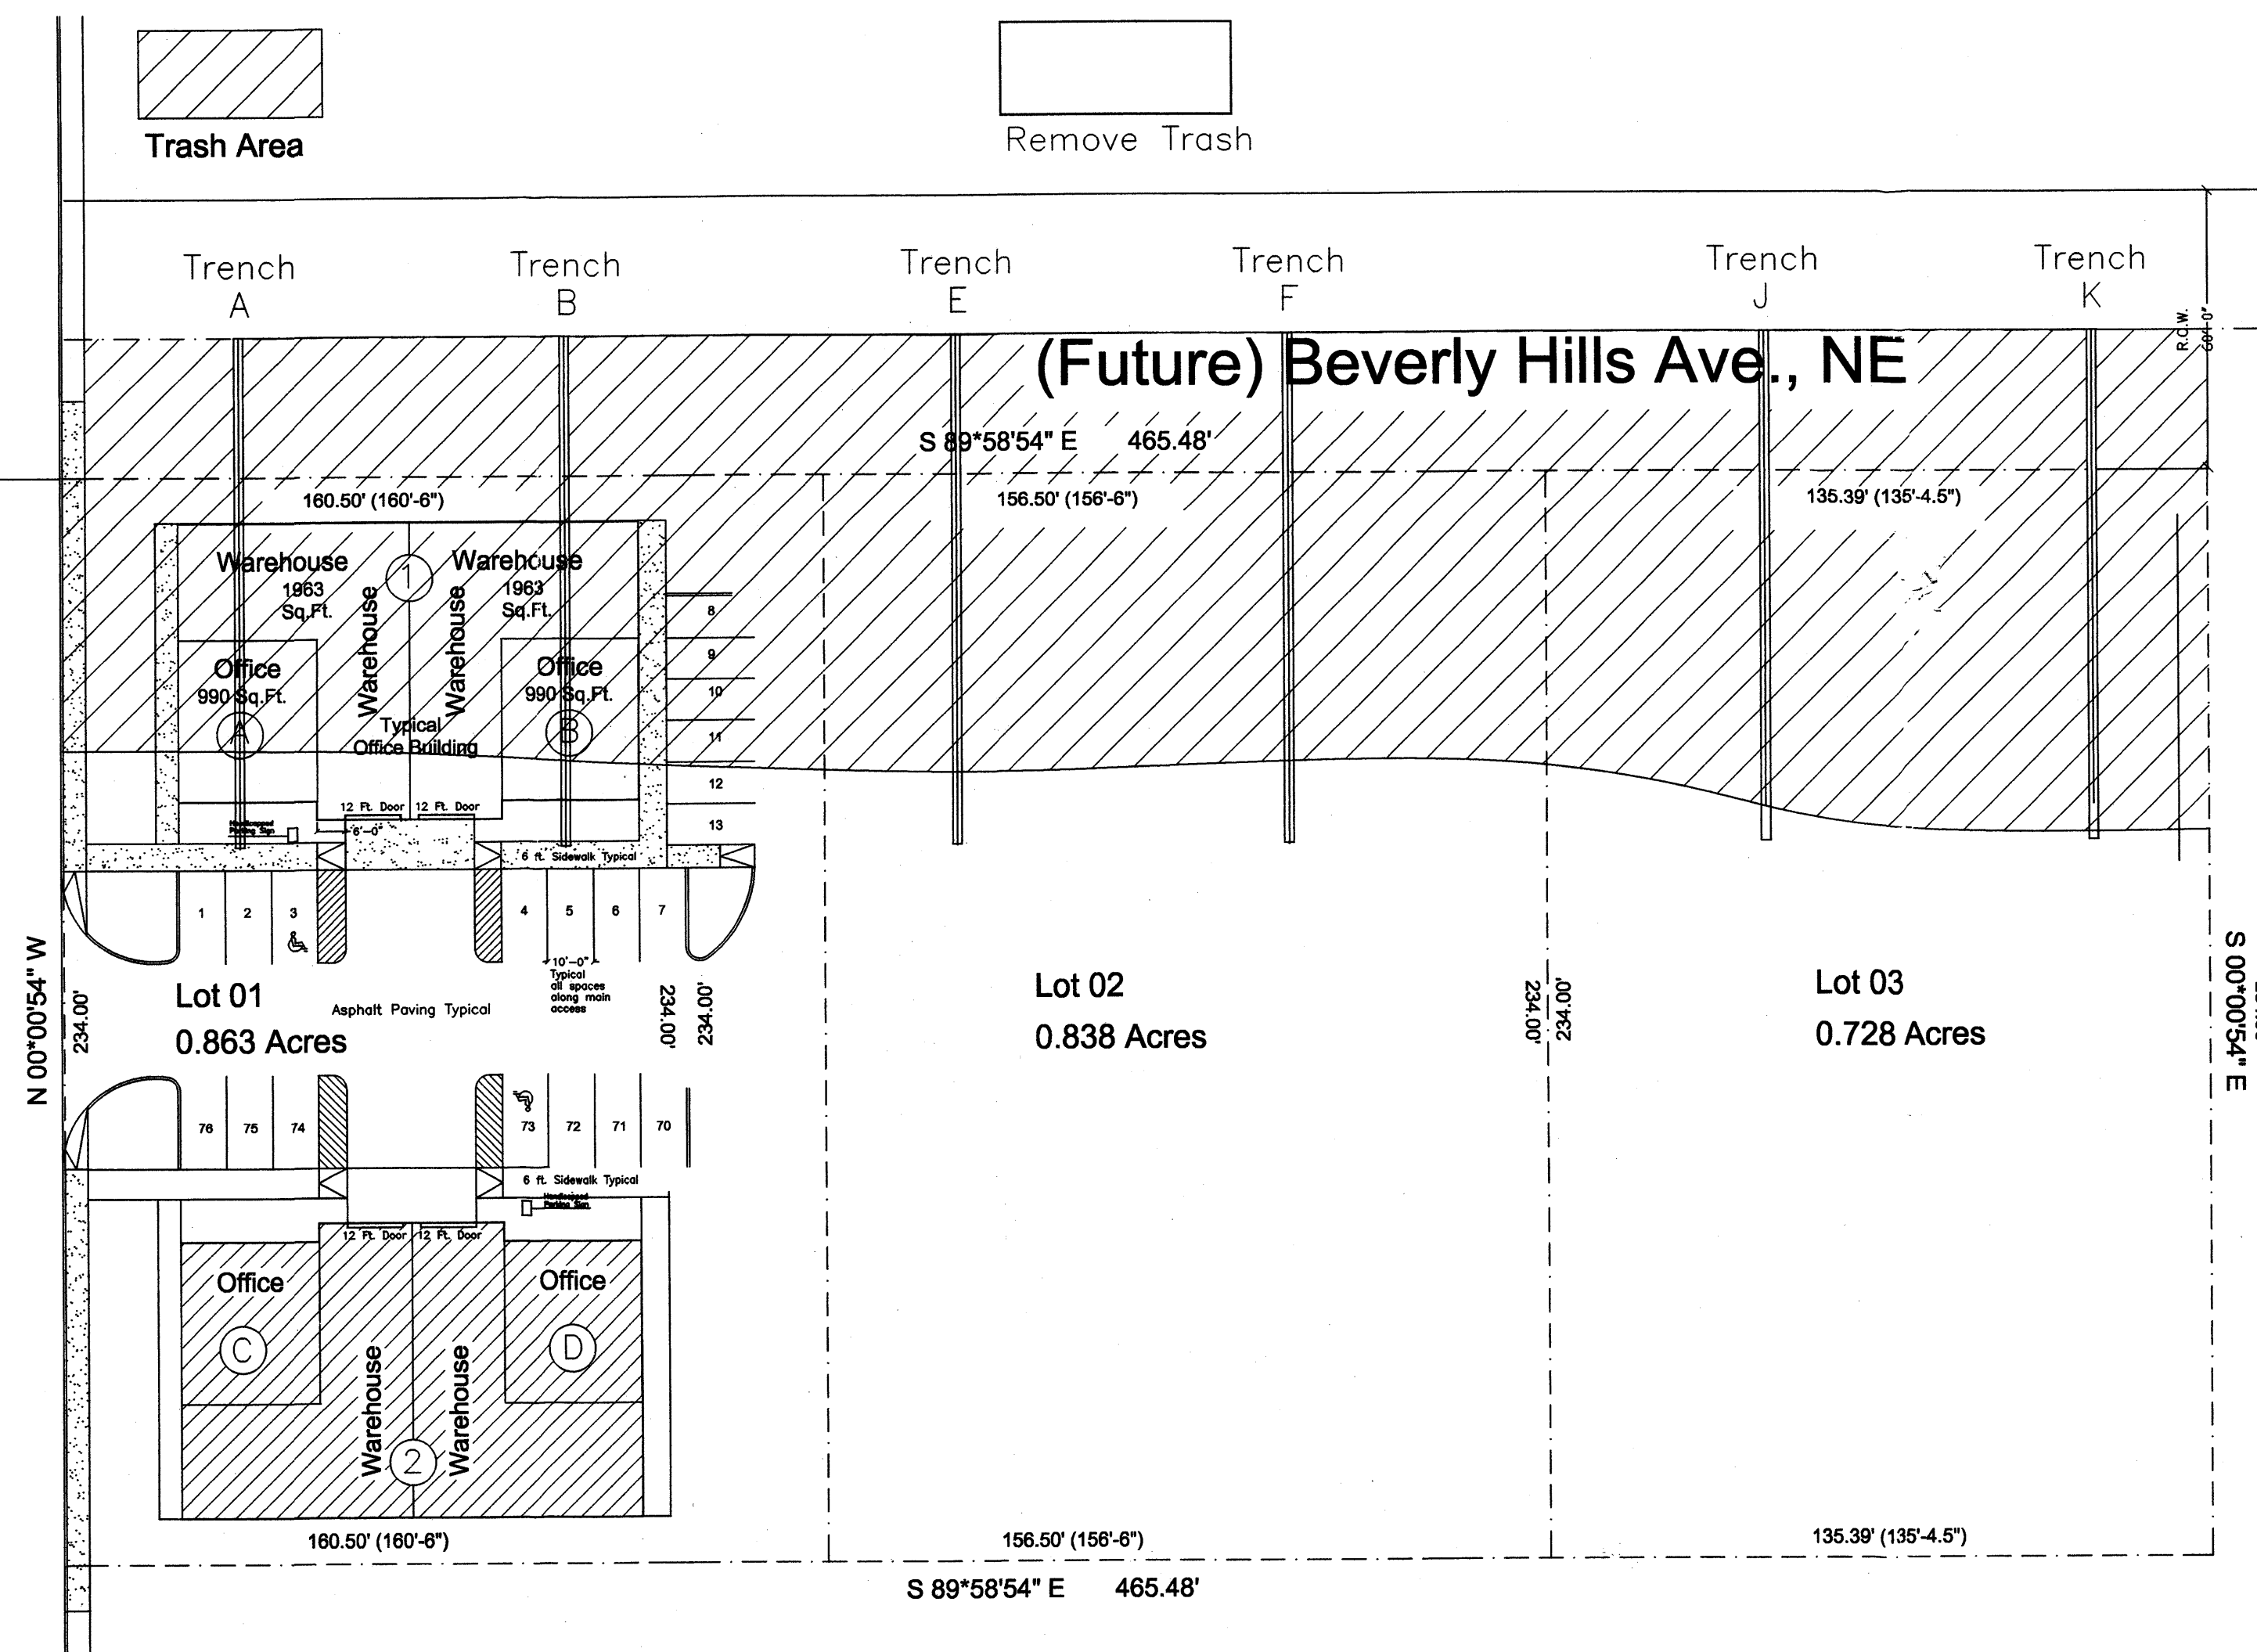 Trash Area
Remove Trash
Trench A
Trench B
Trench E
Trench F
Trench J
Trench K
R.O.W.
60'-0"
(Future) Beverly Hills Ave., NE
S 89*58'54" E 465.48'
160.50' (160'-6")
156.50' (156'-6")
135.39' (135'-4.5")
Warehouse
1963
Sq.Ft.
1
Warehouse
1963
Sq.Ft.
Warehouse
Warehouse
Office
990 Sq.Ft.
A
Office
990 Sq.Ft.
B
Typical
Office Building
8
9
10
11
12
13
12 Ft. Door
12 Ft. Door
Handicapped
Parking Sign
6'-0"
6 ft. Sidewalk Typical
1
2
3
4
5
6
7
10'-0"
Typical
all spaces
along main
access
N 00*00'54" W
234.00'
Lot 01
0.863 Acres
Asphalt Paving Typical
234.00'
234.00'
Lot 02
0.838 Acres
234.00'
234.00'
Lot 03
0.728 Acres
S 00*00'54" E
76
75
74
73
72
71
70
6 ft. Sidewalk Typical
Handicapped
Parking Sign
12 Ft. Door
12 Ft. Door
Office
C
Office
D
Warehouse
Warehouse
2
160.50' (160'-6")
156.50' (156'-6")
135.39' (135'-4.5")
S 89*58'54" E 465.48'